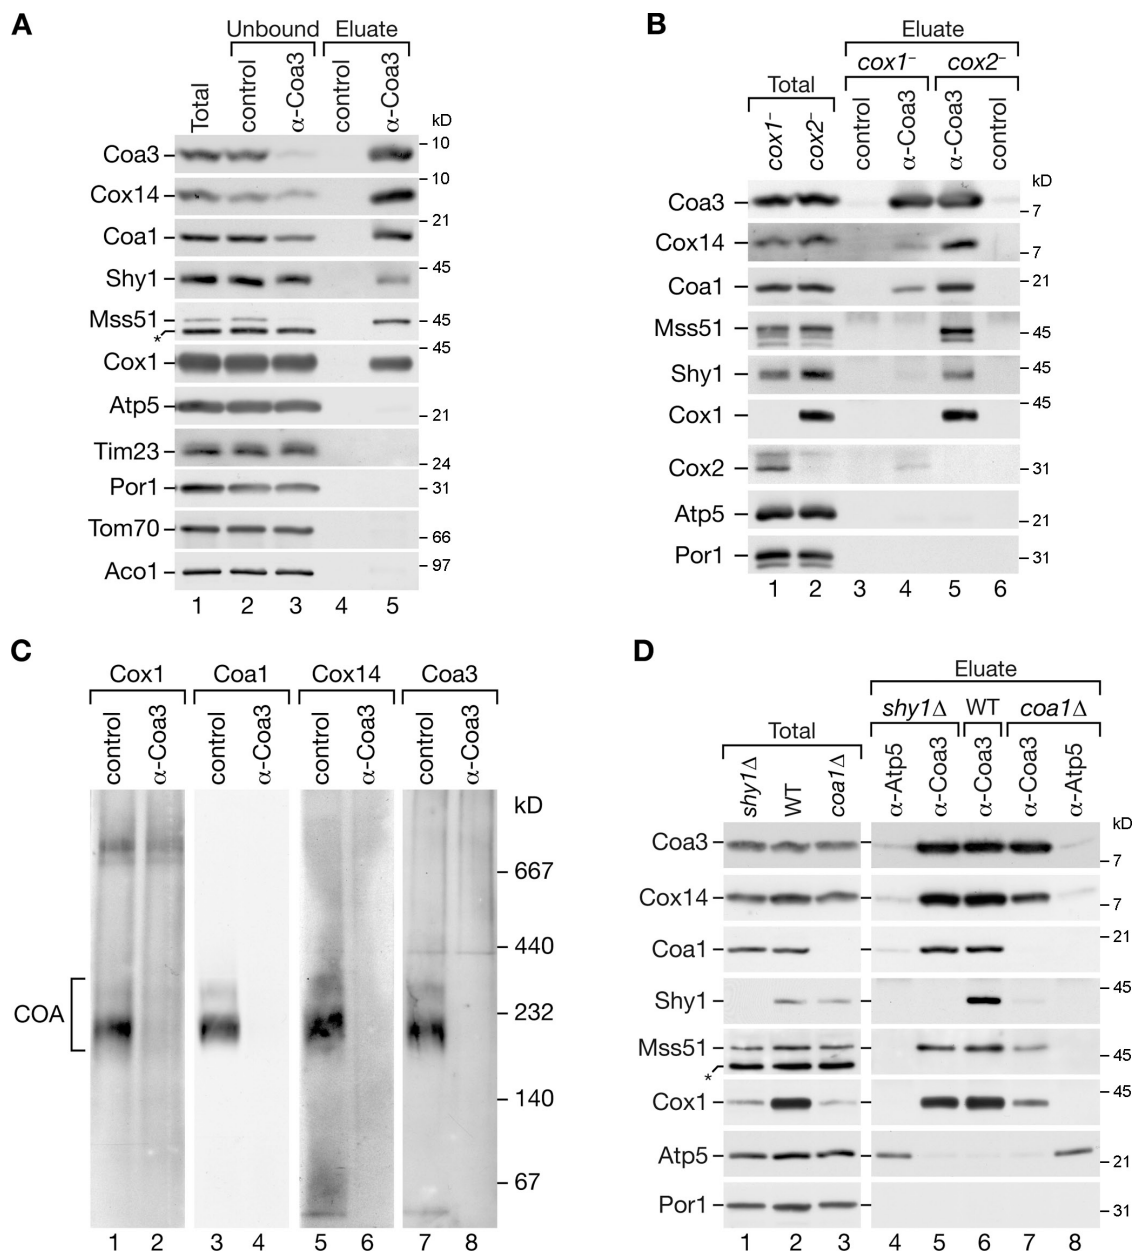 A
Unbound Eluate
Total control α-Coa3 control α-Coa3
kD
Coa3 10
Cox14 10
Coa1 21
Shy1 45
Mss51 45
*
Cox1 45
Atp5 21
Tim23 24
Por1 31
Tom70 66
Aco1 97
1 2 3 4 5
B
Eluate
Total cox1⁻ cox2⁻
cox1⁻ cox2⁻ control α-Coa3 α-Coa3 control
kD
Coa3 7
Cox14 7
Coa1 21
Mss51 45
Shy1 45
Cox1 45
Cox2 31
Atp5 21
Por1 31
1 2 3 4 5 6
C
Cox1 Coa1 Cox14 Coa3
control α-Coa3 control α-Coa3 control α-Coa3 control α-Coa3
kD
667
440
COA 232
140
67
1 2 3 4 5 6 7 8
D
Eluate
Total shy1Δ WT coa1Δ
shy1Δ WT coa1Δ α-Atp5 α-Coa3 α-Coa3 α-Coa3 α-Atp5
kD
Coa3 7
Cox14 7
Coa1 21
Shy1 45
Mss51 45
*
Cox1 45
Atp5 21
Por1 31
1 2 3 4 5 6 7 8